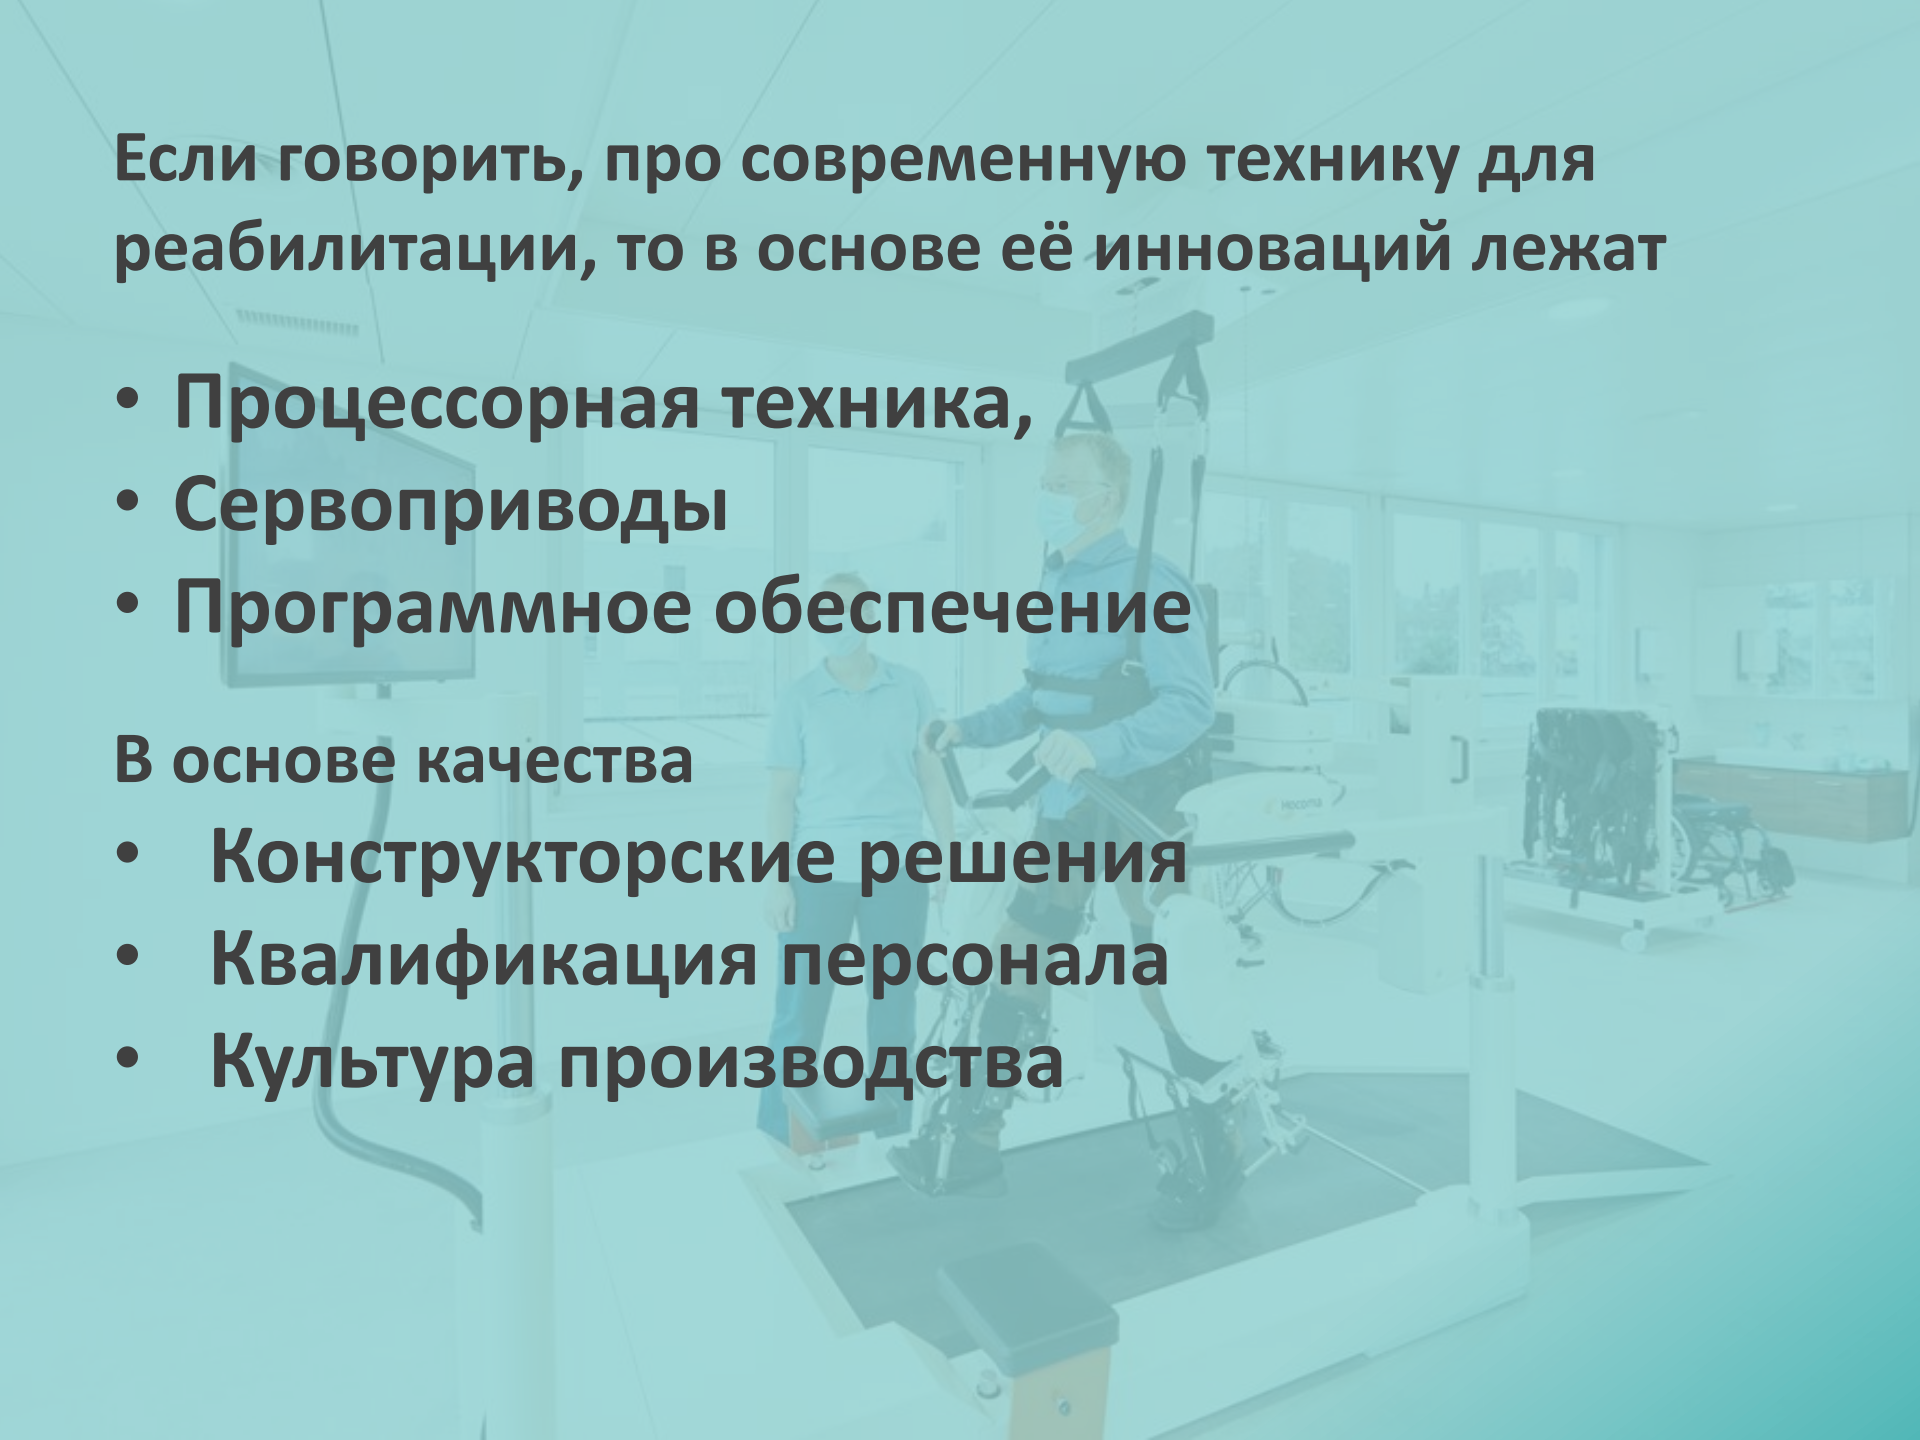 Если говорить, про современную технику для
реабилитации, то в основе её инноваций лежат
• Процессорная техника,
• Сервоприводы
• Программное обеспечение
В основе качества
• Конструкторские решения
• Квалификация персонала
• Культура производства
Hocoma